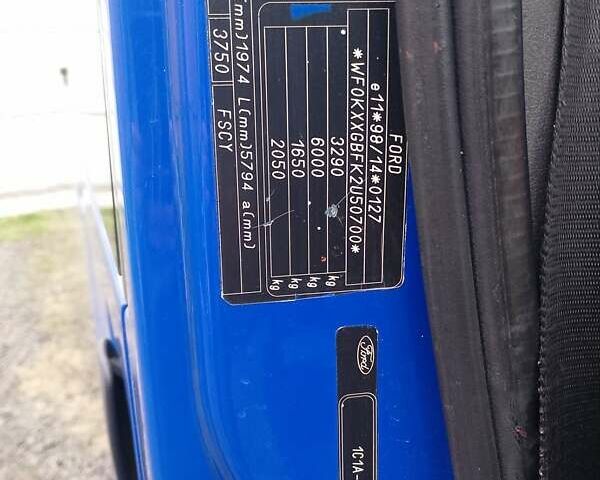 FORD
e11*98/14*0127
*WF0KXXGBFK2U50700*
3290 kg
6000 kg
1650 kg
2050 kg
(mm)1974 L(mm)5794 a(mm)
3750 FSCY
Ford
1C1A-